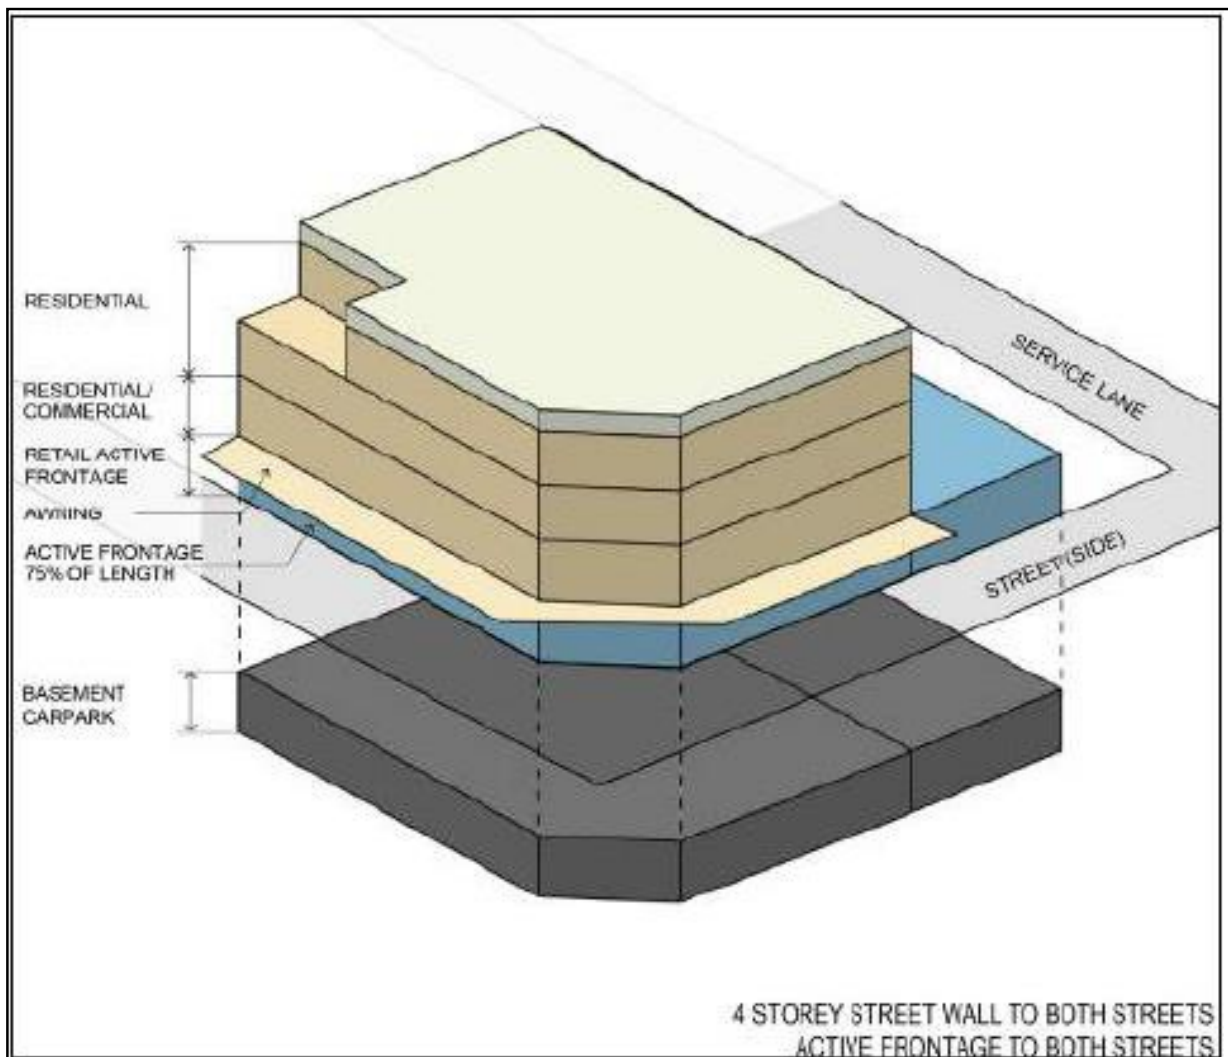 RESIDENTIAL
RESIDENTIAL/
COMMERCIAL
RETAIL ACTIVE
FRONTAGE
AWNING
ACTIVE FRONTAGE
75% OF LENGTH
BASEMENT
CARPARK
SERVICE LANE
STREET (SIDE)
4 STOREY STREET WALL TO BOTH STREETS
ACTIVE FRONTAGE TO BOTH STREETS